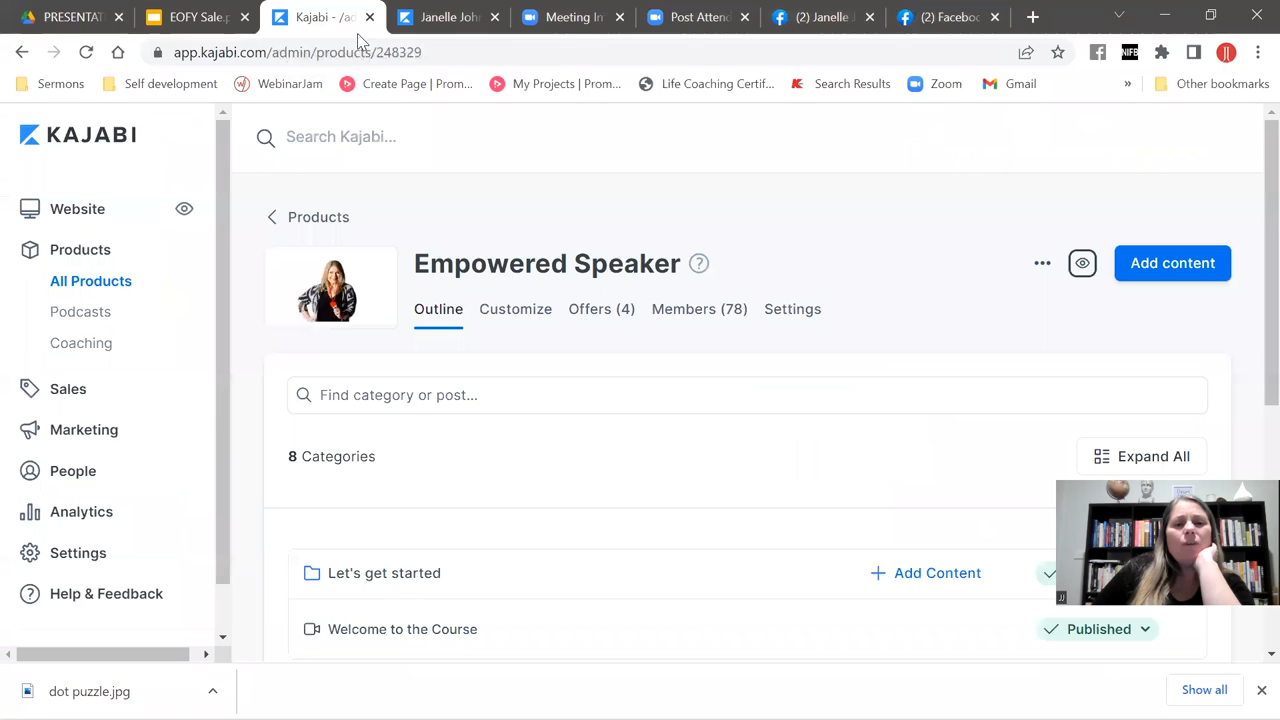 PRESENTAT
EOFY Sale.p
Kajabi - /ad
Janelle Joh
Meeting In
Post Attend
(2) Janelle J
(2) Faceboo
app.kajabi.com/admin/products/248329
NIFB
JJ
Sermons
Self development
WebinarJam
Create Page | Prom...
My Projects | Prom...
Life Coaching Certif...
Search Results
Zoom
Gmail
»
Other bookmarks
KAJABI
Search Kajabi...
Website
Products
All Products
Podcasts
Coaching
Sales
Marketing
People
Analytics
Settings
Help & Feedback
Products
Empowered Speaker
Add content
Outline
Customize
Offers (4)
Members (78)
Settings
Find category or post...
8 Categories
Expand All
Let's get started
Add Content
Welcome to the Course
Published
JJ
dot puzzle.jpg
Show all